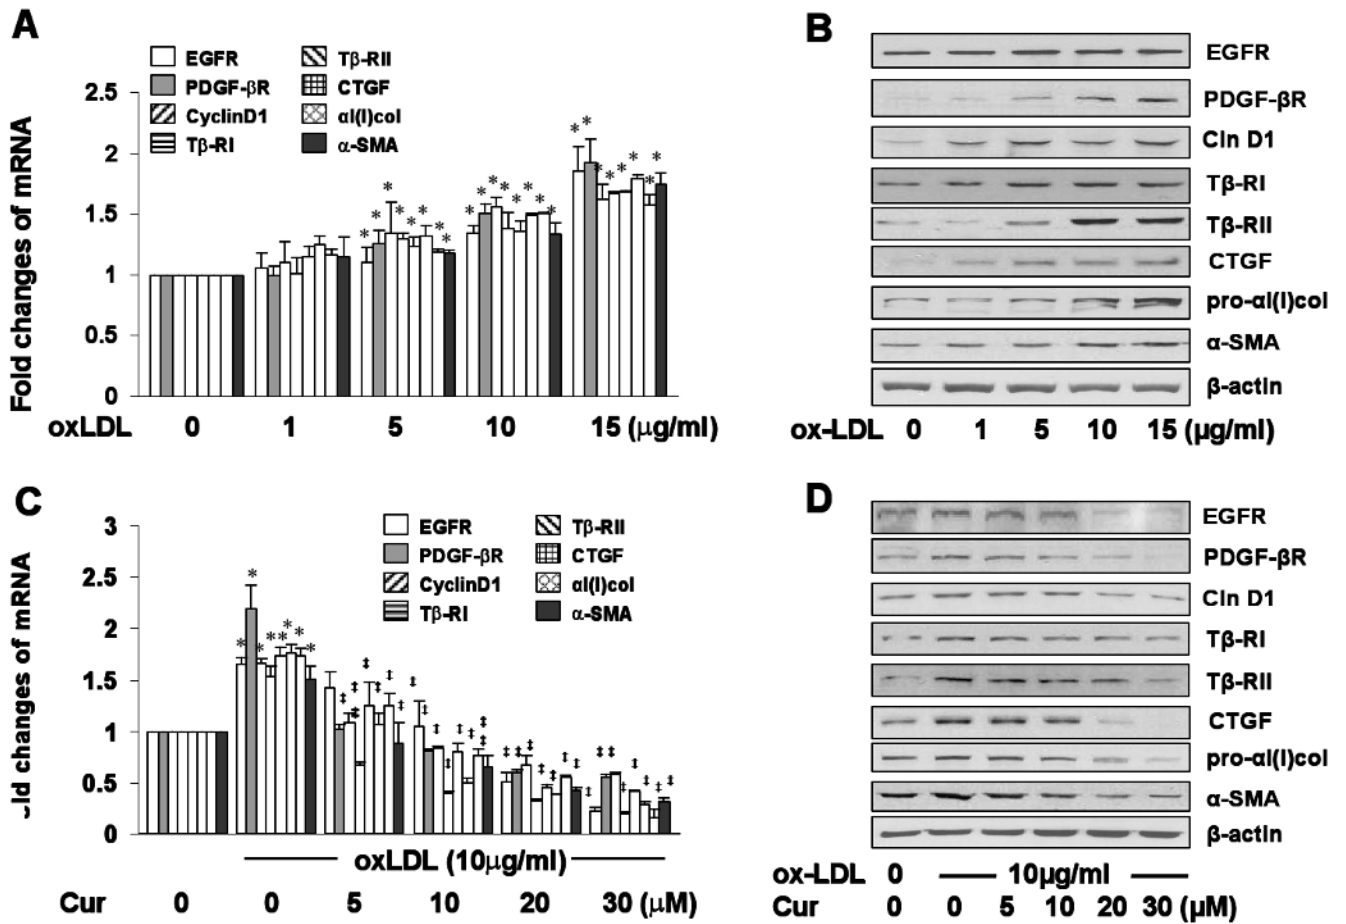 A
EGFR
PDGF-βR
CyclinD1
Tβ-RI
Tβ-RII
CTGF
αI(I)col
α-SMA
Fold changes of mRNA
2.5
2
1.5
1
0.5
0
oxLDL 0 1 5 10 15 (μg/ml)
B
EGFR
PDGF-βR
Cln D1
Tβ-RI
Tβ-RII
CTGF
pro-αI(I)col
α-SMA
β-actin
ox-LDL 0 1 5 10 15 (μg/ml)
C
EGFR
PDGF-βR
CyclinD1
Tβ-RI
Tβ-RII
CTGF
αI(I)col
α-SMA
changes of mRNA
3
2.5
2
1.5
1
0.5
0
oxLDL (10μg/ml)
Cur 0 0 5 10 20 30 (μM)
D
EGFR
PDGF-βR
Cln D1
Tβ-RI
Tβ-RII
CTGF
pro-αI(I)col
α-SMA
β-actin
ox-LDL 0 10μg/ml
Cur 0 0 5 10 20 30 (μM)